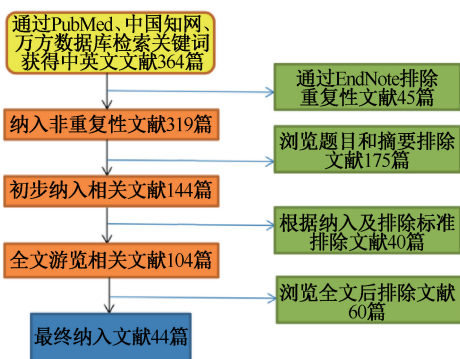 通过PubMed、中国知网、
万方数据库检索关键词
获得中英文文献364篇
通过EndNote排除
重复性文献45篇
纳入非重复性文献319篇
浏览题目和摘要排除
文献175篇
初步纳入相关文献144篇
根据纳入及排除标准
排除文献40篇
全文游览相关文献104篇
浏览全文后排除文献
60篇
最终纳入文献44篇